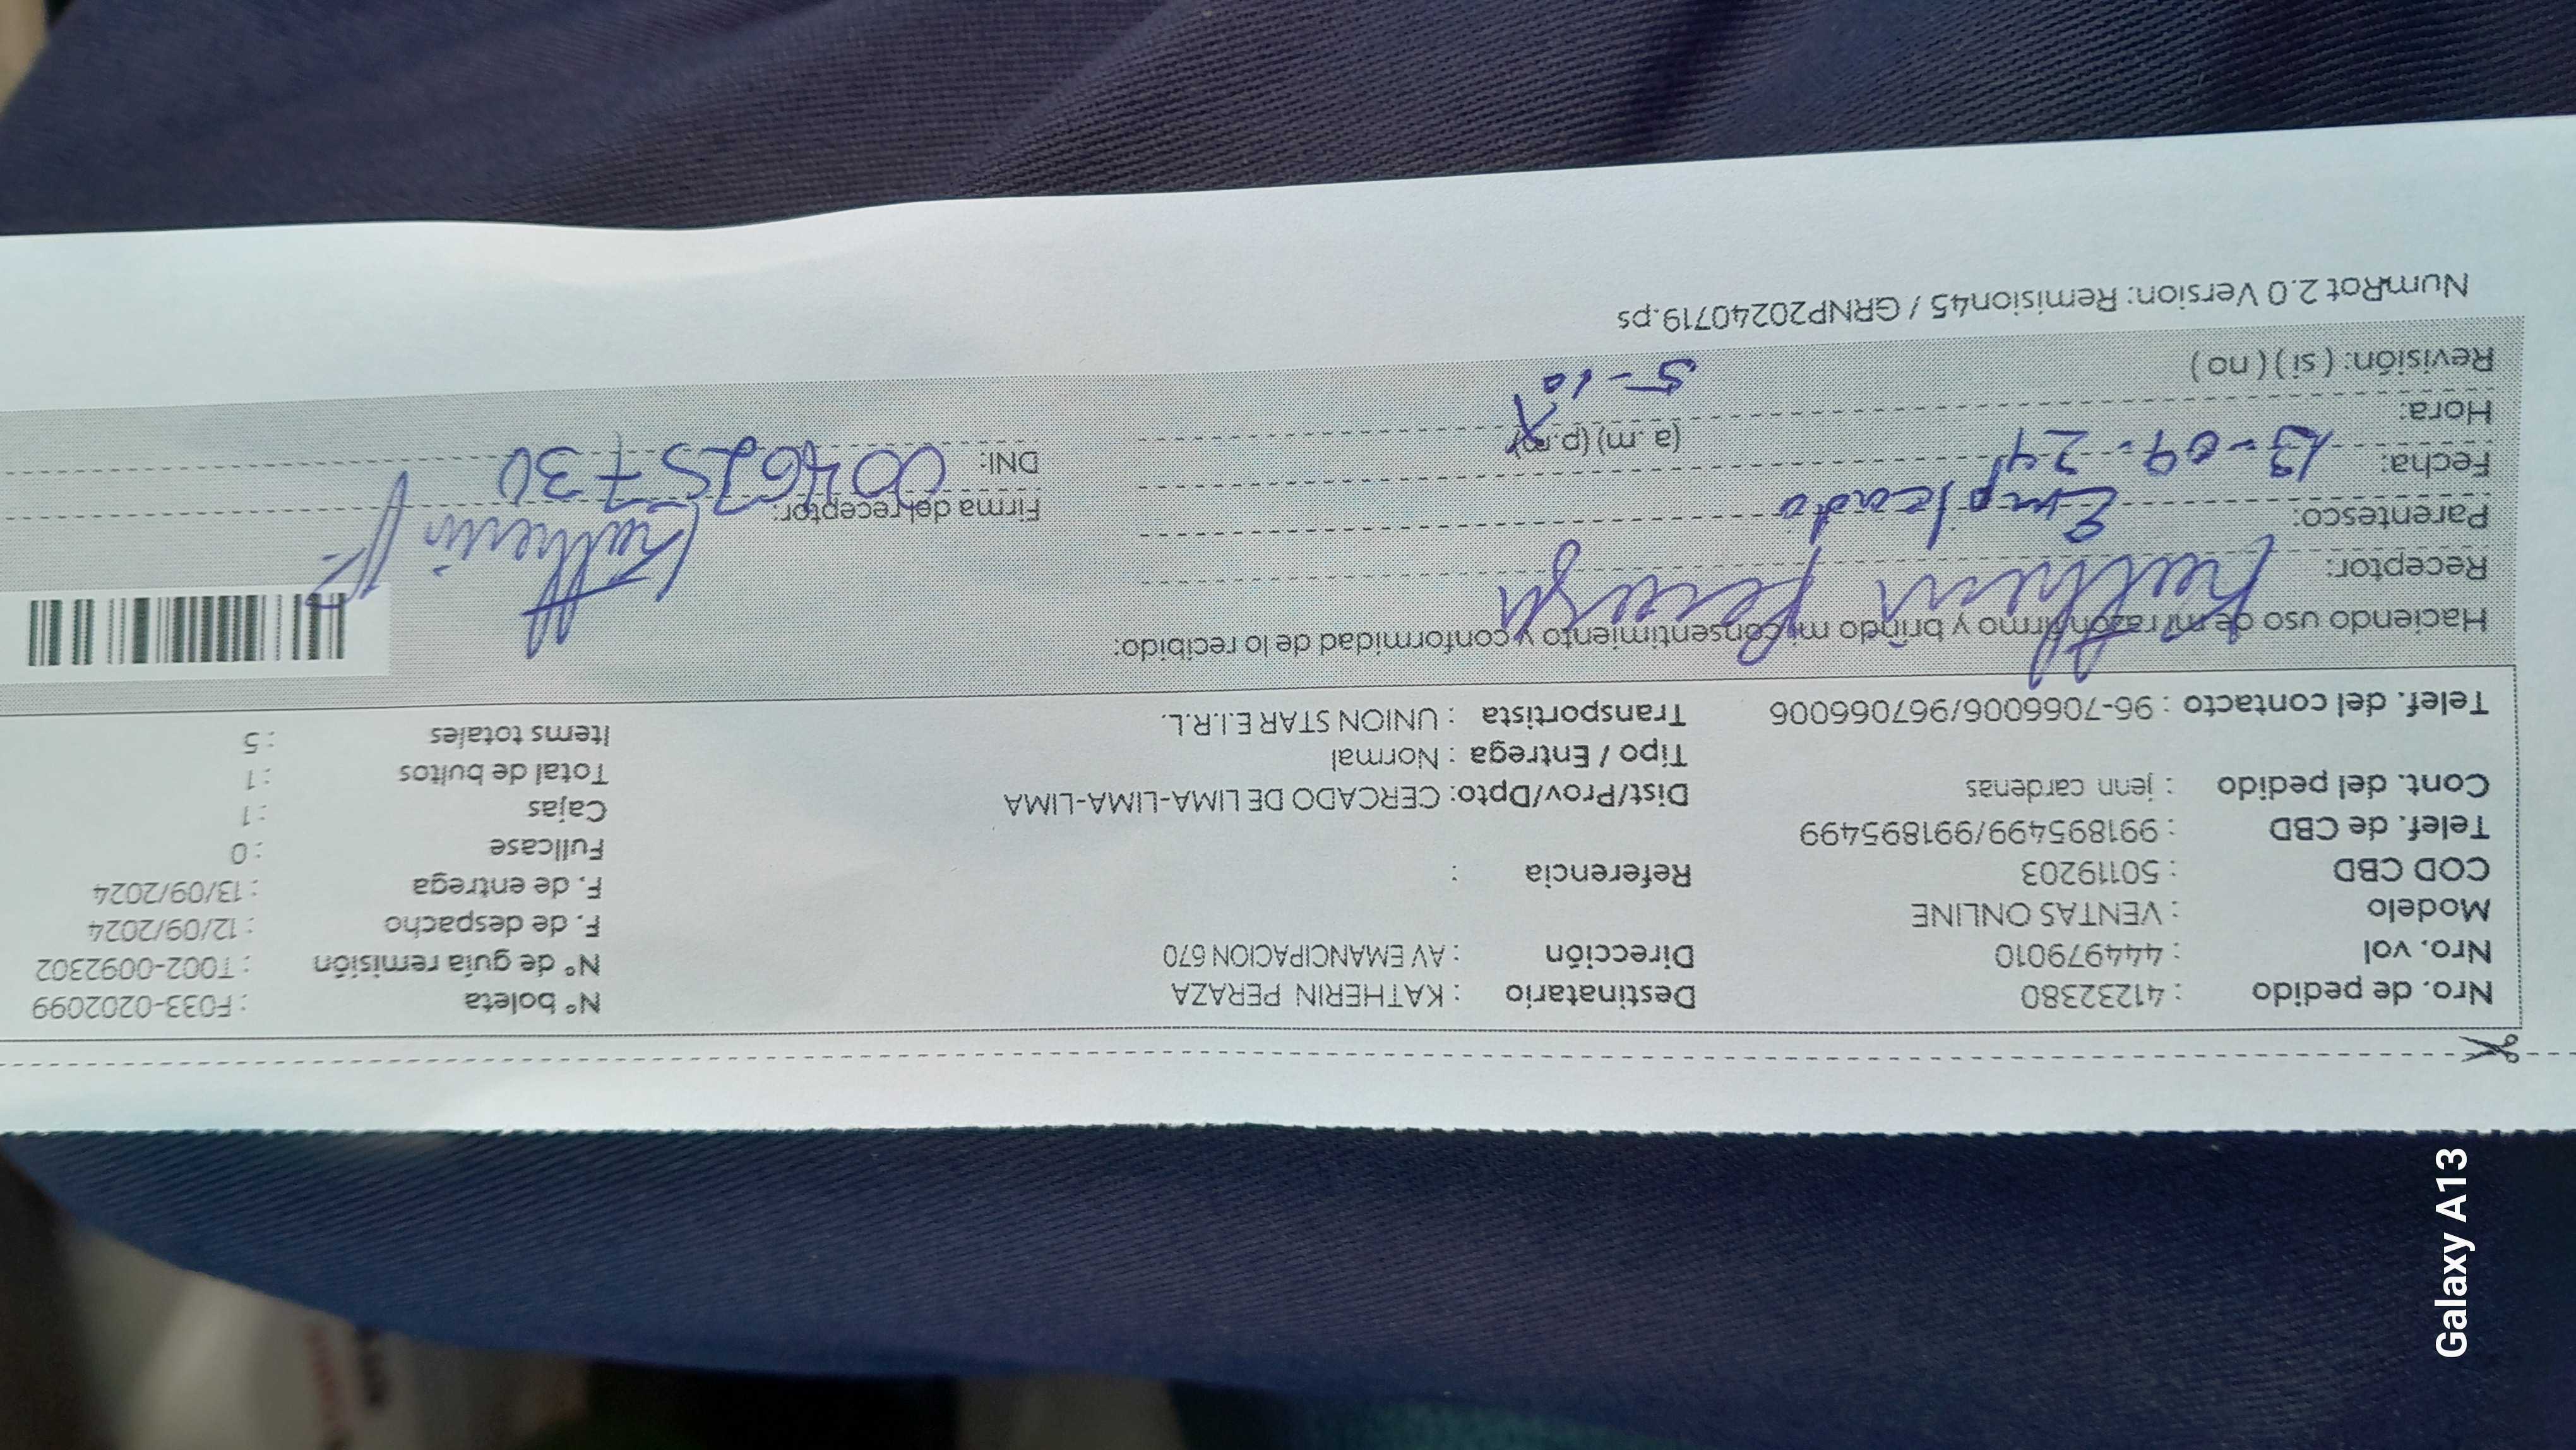 Nro. de pedido : 41232380 Destinatario : KATHERIN PERAZA N° boleta : F033-0202099
Nro. vol : 444979010 Dirección : AV EMANCIPACION 670 N° de guía remisión : T002-0092302
Modelo : VENTAS ONLINE F. de despacho : 12/09/2024
COD CBD : 50119203 Referencia : F. de entrega : 13/09/2024
Telef. de CBD : 991895499/991895499 Fullcase : 0
Cont. del pedido : jenn cardenas Dist/Prov/Dpto: CERCADO DE LIMA-LIMA-LIMA Cajas : 1
Tipo / Entrega : Normal Total de bultos : 1
Telef. del contacto : 96-7066006/967066006 Transportista : UNION STAR E.I.R.L. Items totales : 5
Haciendo uso de mi razón firmo y brindo mi consentimiento y conformidad de lo recibido:
Receptor: Katherin Peraza
Parentesco: Empleado Firma del receptor: Katherin P
Fecha: 13-09-24 DNI: 004625730
Hora: 5-10 (a .m) (p.m)
Revisión: ( si ) ( no )
NumRot 2.0 Version: Remision45 / GRNP20240719.ps
Galaxy A13